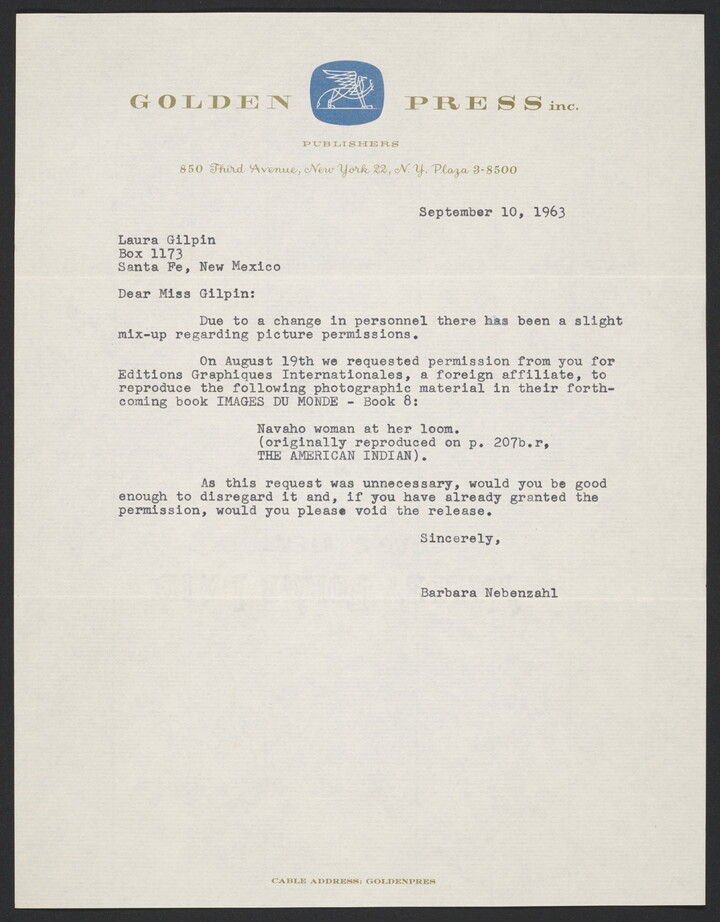 GOLDEN PRESS inc.
PUBLISHERS
850 Third Avenue, New York 22, N.Y. Plaza 3-8500
September 10, 1963
Laura Gilpin
Box 1173
Santa Fe, New Mexico
Dear Miss Gilpin:
Due to a change in personnel there has been a slight
mix-up regarding picture permissions.
On August 19th we requested permission from you for
Editions Graphiques Internationales, a foreign affiliate, to
reproduce the following photographic material in their forth-
coming book IMAGES DU MONDE - Book 8:
Navaho woman at her loom.
(originally reproduced on p. 207b.r,
THE AMERICAN INDIAN).
As this request was unnecessary, would you be good
enough to disregard it and, if you have already granted the
permission, would you please void the release.
Sincerely,
Barbara Nebenzahl
CABLE ADDRESS: GOLDENPRES